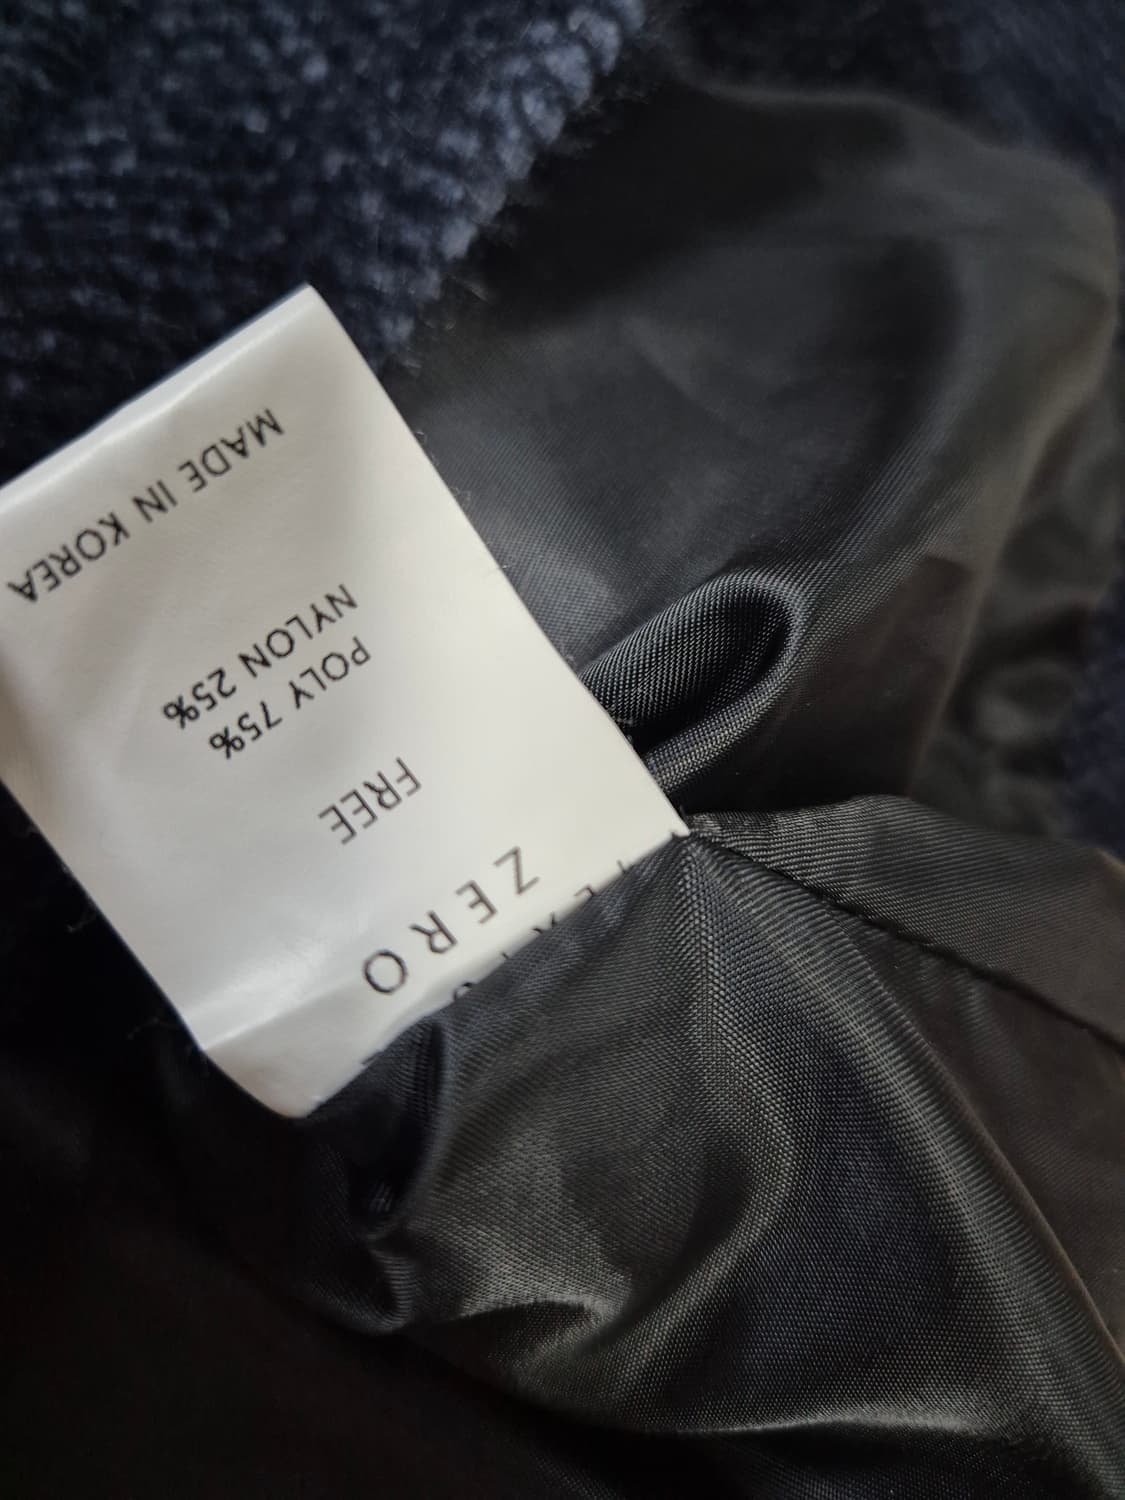 ZERO
FREE
POLY 75%
NYLON 25%
MADE IN KOREA